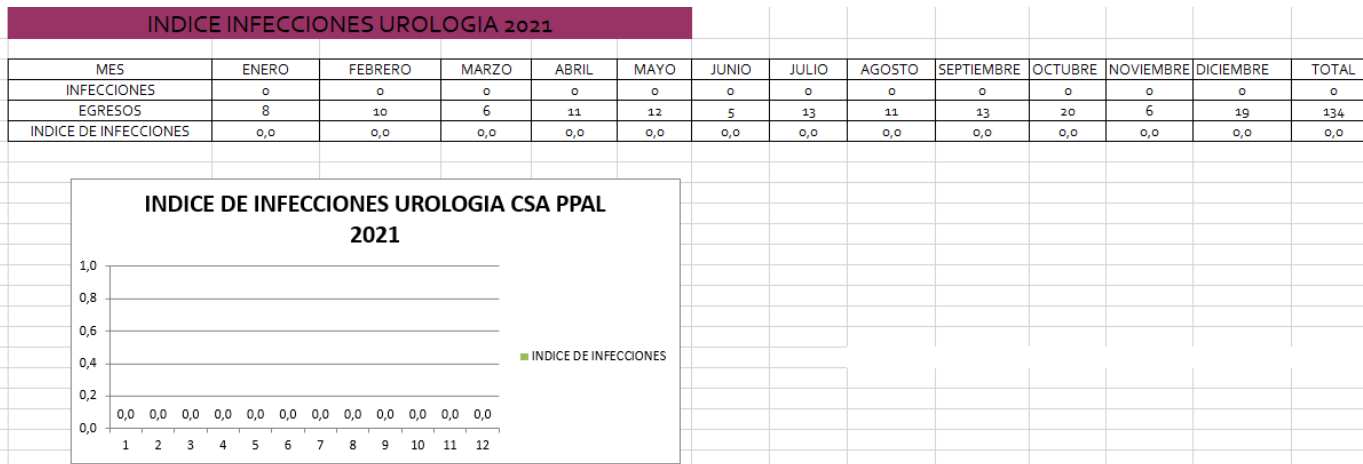 INDICE INFECCIONES UROLOGIA 2021
MES ENERO FEBRERO MARZO ABRIL MAYO JUNIO JULIO AGOSTO SEPTIEMBRE OCTUBRE NOVIEMBRE DICIEMBRE TOTAL
INFECCIONES 0 0 0 0 0 0 0 0 0 0 0 0 0
EGRESOS 8 10 6 11 12 5 13 11 13 20 6 19 134
INDICE DE INFECCIONES 0,0 0,0 0,0 0,0 0,0 0,0 0,0 0,0 0,0 0,0 0,0 0,0 0,0
INDICE DE INFECCIONES UROLOGIA CSA PPAL
2021
1,0
0,8
0,6
0,4
0,2
0,0
0,0 0,0 0,0 0,0 0,0 0,0 0,0 0,0 0,0 0,0 0,0 0,0
1 2 3 4 5 6 7 8 9 10 11 12
INDICE DE INFECCIONES